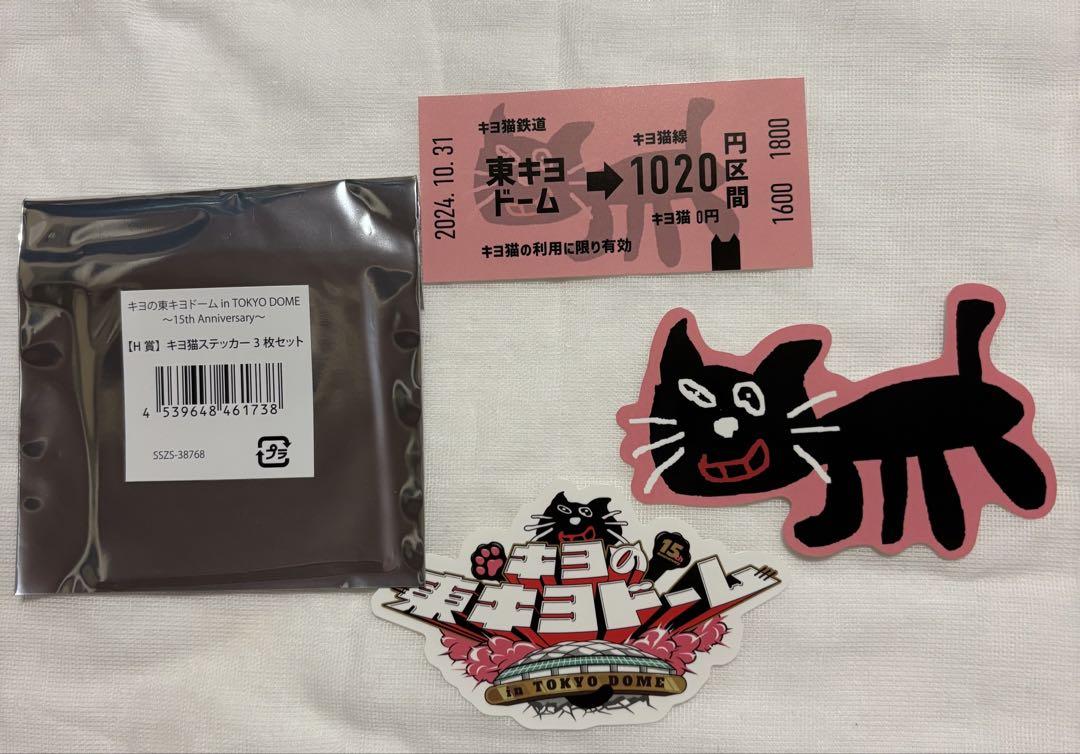 キヨの東キヨドーム in TOKYO DOME
～15th Anniversary～
【H 賞】キヨ猫ステッカー 3 枚セット
4 539648 461738
SSZS-38768
プラ
2024. 10. 31
キヨ猫鉄道
東キヨ
ドーム
キヨ猫線
1020
円区間
キヨ猫 0円
キヨ猫の利用に限り有効
1600 1800
キヨの
15th
東キヨドーム
in TOKYO DOME